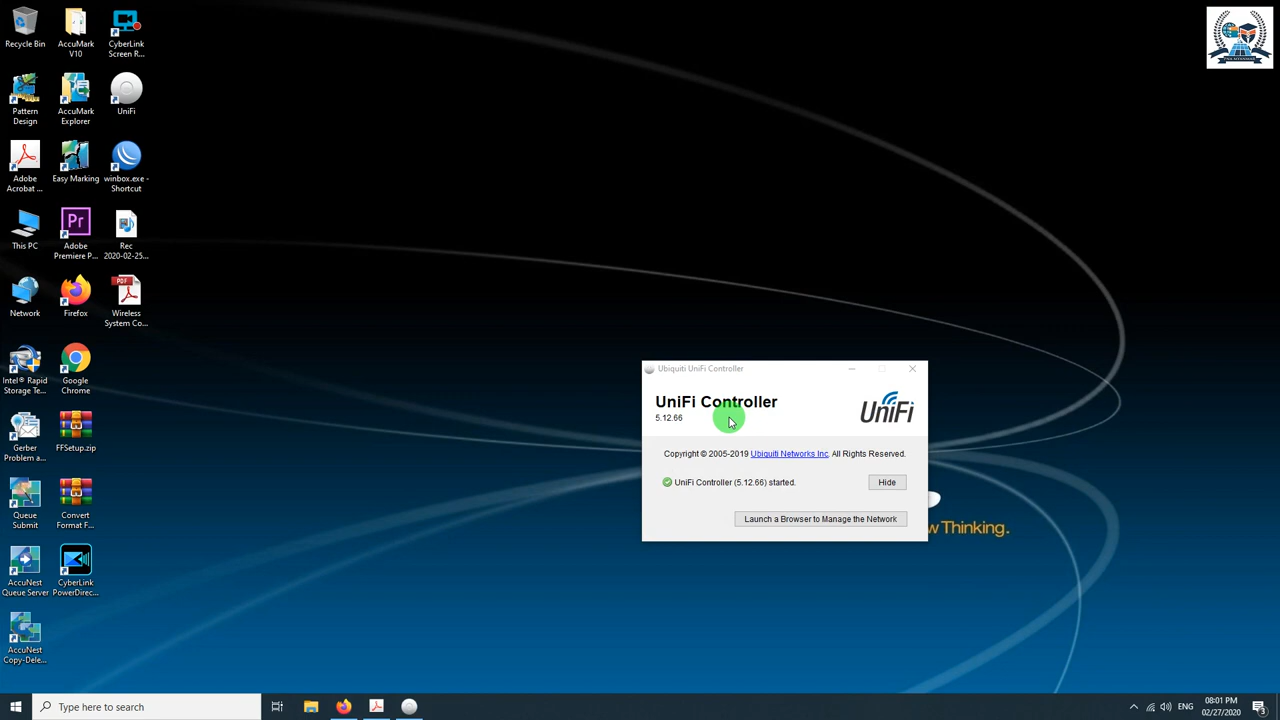 Recycle Bin
AccuMark
V10
CyberLink
Screen R...
Pattern
Design
AccuMark
Explorer
UniFi
Adobe
Acrobat ...
Easy Marking
winbox.exe -
Shortcut
This PC
Adobe
Premiere P...
Rec
2020-02-25...
Network
Firefox
Wireless
System Co...
Intel® Rapid
Storage Te...
Google
Chrome
Gerber
Problem a...
FFSetup.zip
Queue
Submit
Convert
Format F...
AccuNest
Queue Server
CyberLink
PowerDirec...
AccuNest
Copy-Dele...
Ubiquiti UniFi Controller
UniFi Controller
5.12.66
UniFi
Copyright © 2005-2019 Ubiquiti Networks Inc. All Rights Reserved.
UniFi Controller (5.12.66) started.
Hide
Launch a Browser to Manage the Network
w Thinking.
Type here to search
ENG
08:01 PM
02/27/2020
3